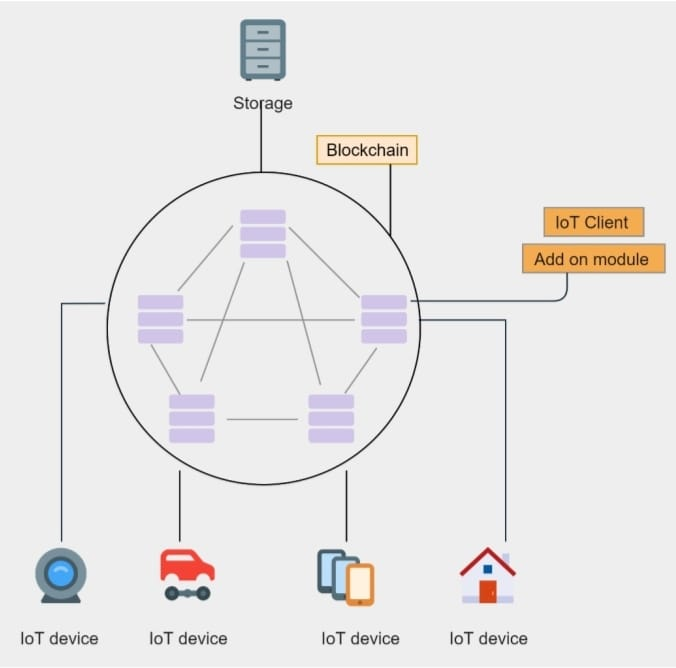 Storage
Blockchain
IoT Client
Add on module
IoT device
IoT device
IoT device
IoT device